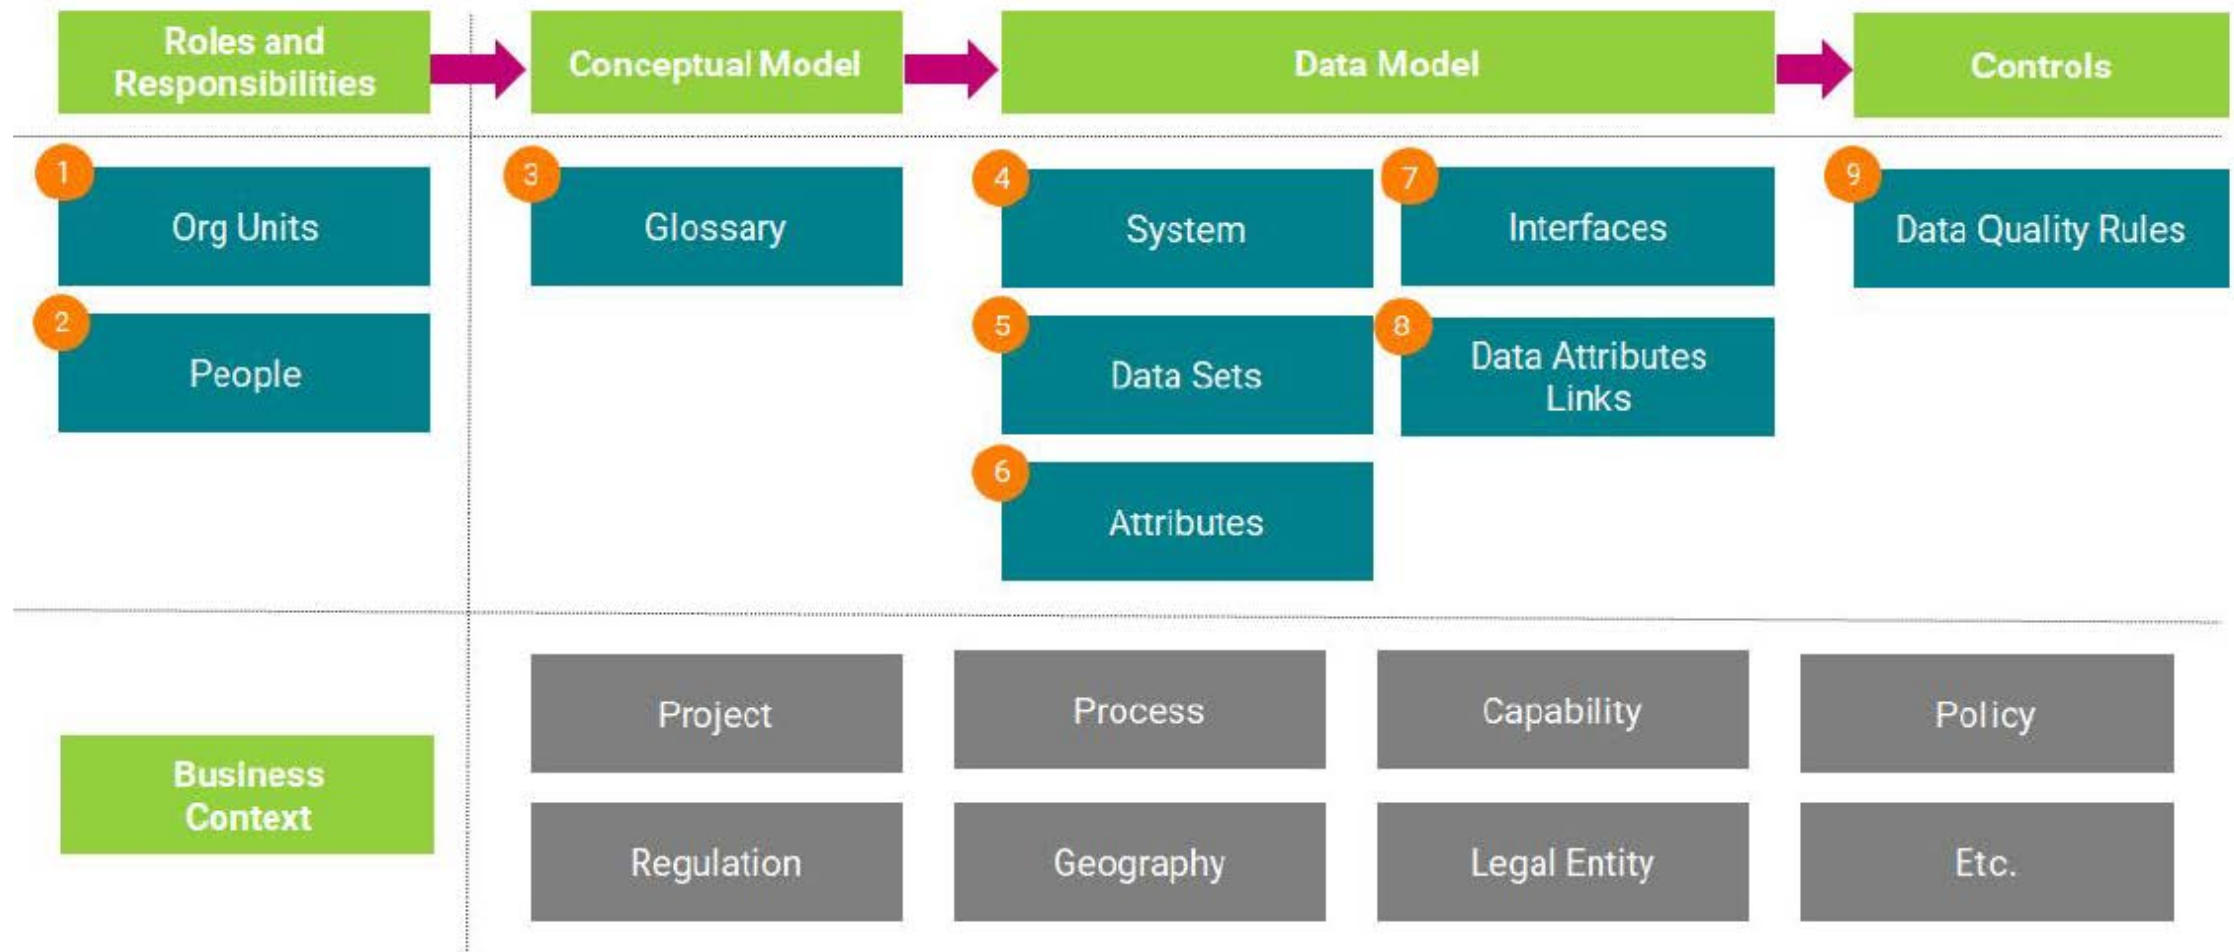 Roles and
Responsibilities
Conceptual Model
Data Model
Controls
1
Org Units
2
People
3
Glossary
4
System
5
Data Sets
6
Attributes
7
Interfaces
8
Data Attributes
Links
9
Data Quality Rules
Business
Context
Project
Process
Capability
Policy
Regulation
Geography
Legal Entity
Etc.